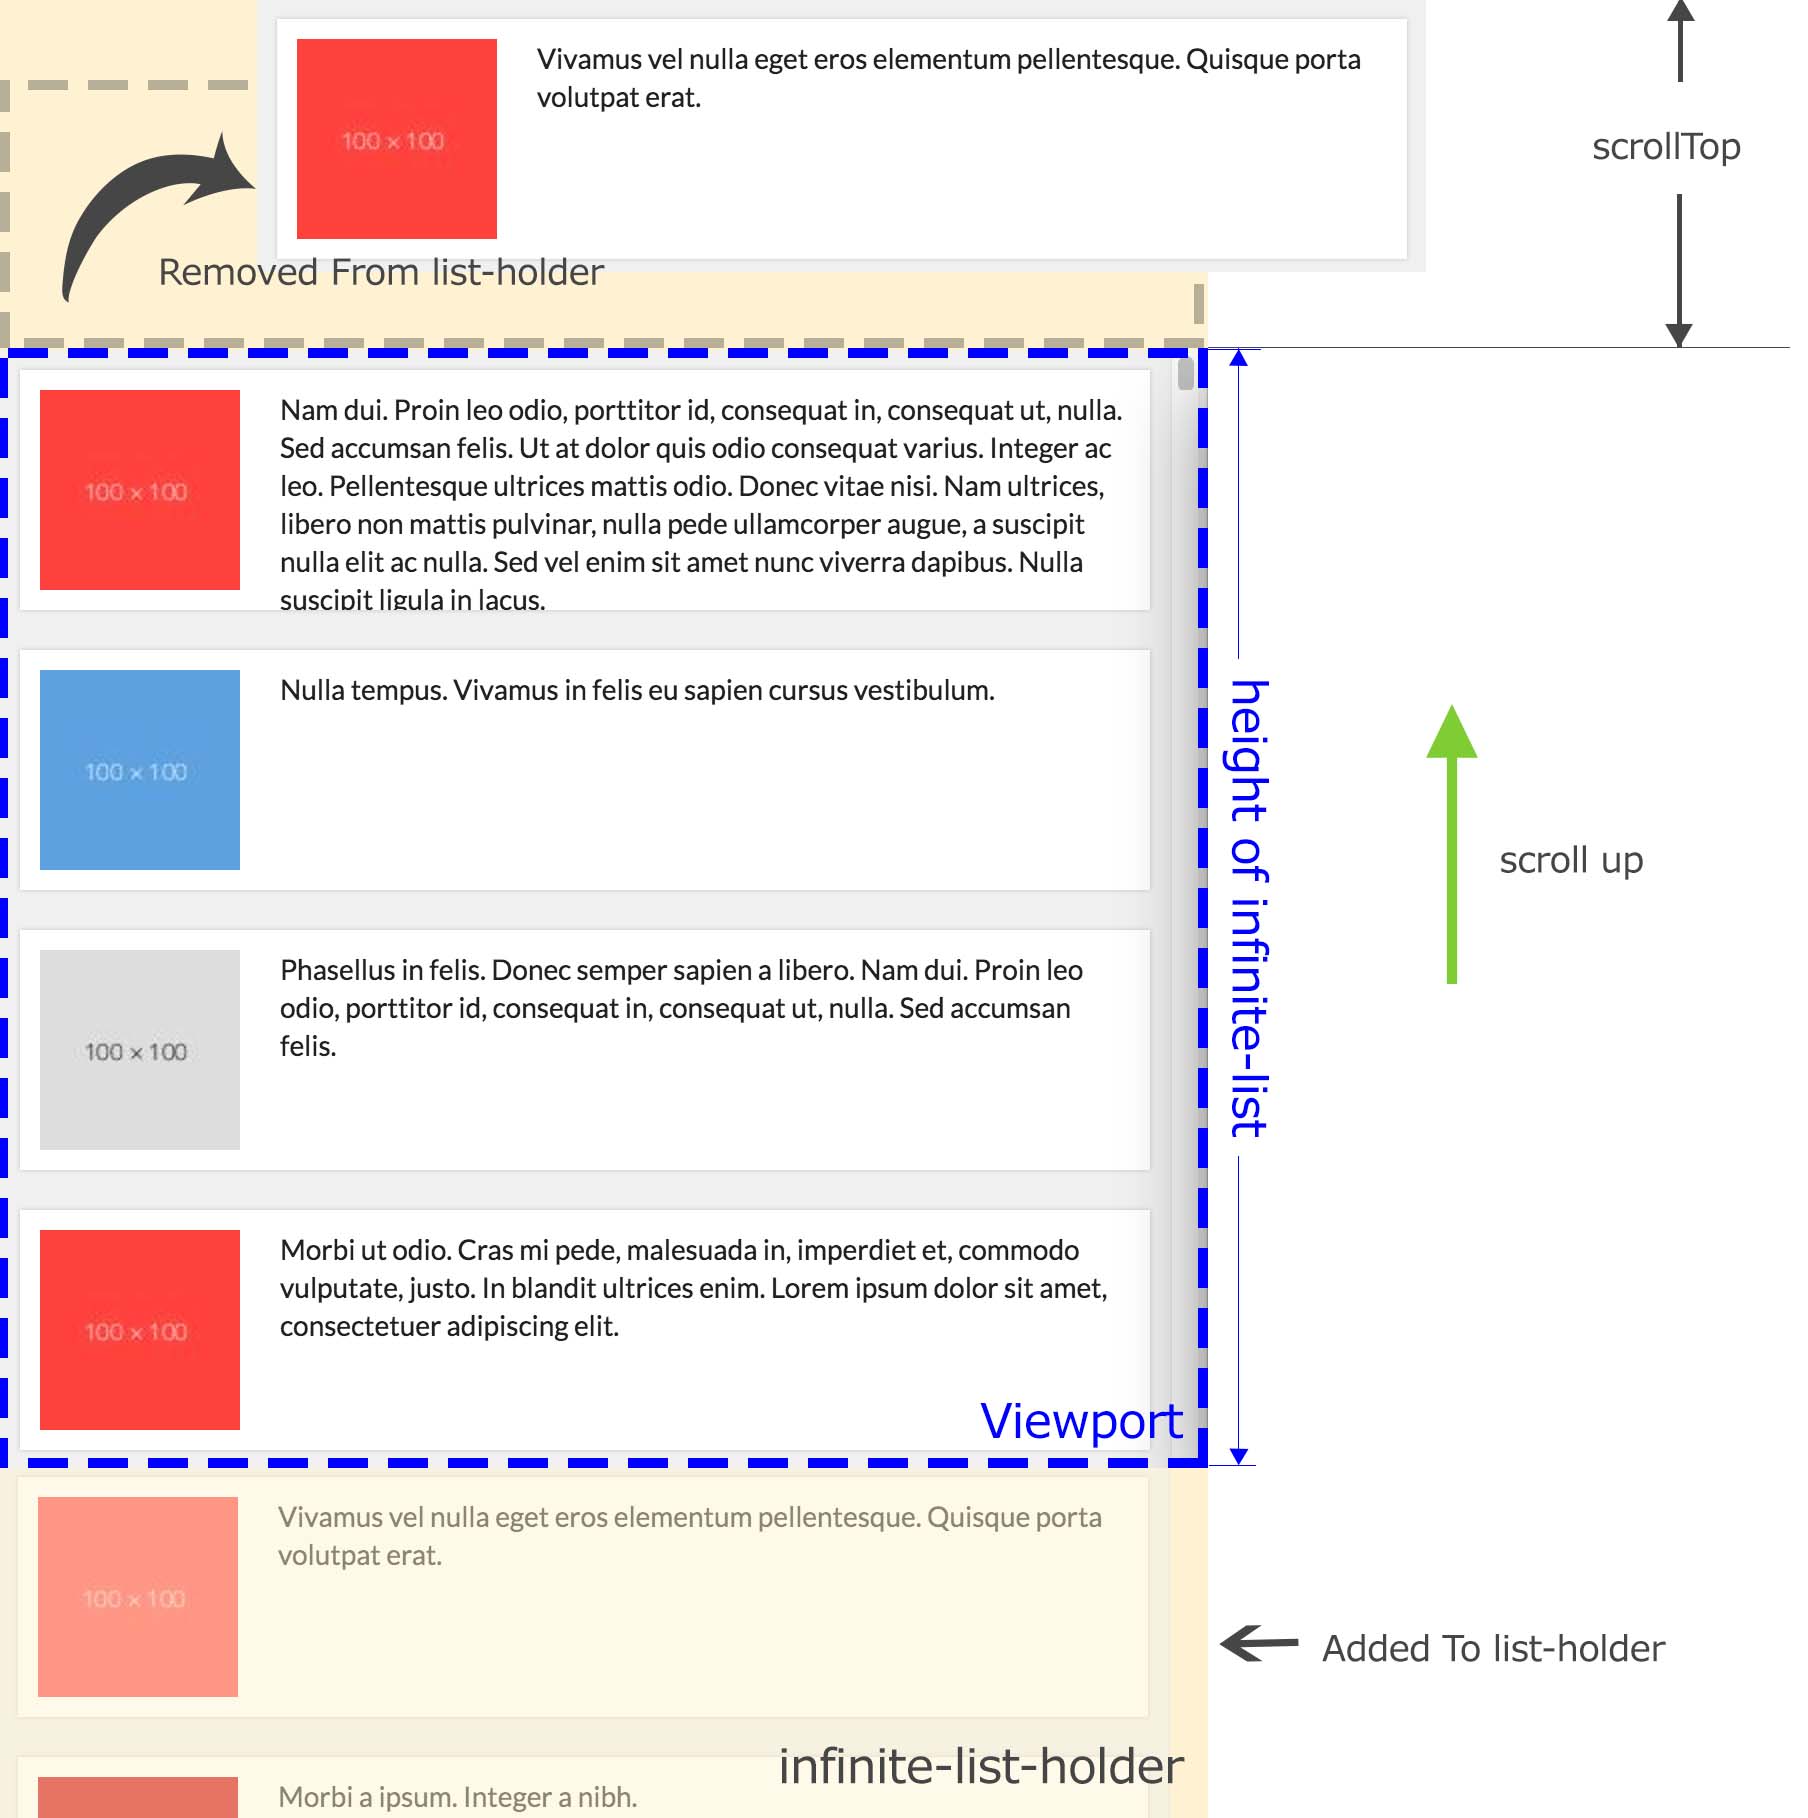 Vivamus vel nulla eget eros elementum pellentesque. Quisque porta
volutpat erat.
100 × 100
scrollTop
Removed From list-holder
Nam dui. Proin leo odio, porttitor id, consequat in, consequat ut, nulla.
Sed accumsan felis. Ut at dolor quis odio consequat varius. Integer ac
leo. Pellentesque ultrices mattis odio. Donec vitae nisi. Nam ultrices,
libero non mattis pulvinar, nulla pede ullamcorper augue, a suscipit
nulla elit ac nulla. Sed vel enim sit amet nunc viverra dapibus. Nulla
suscipit ligula in lacus.
100 × 100
Nulla tempus. Vivamus in felis eu sapien cursus vestibulum.
100 × 100
height of infinite-list
scroll up
Phasellus in felis. Donec semper sapien a libero. Nam dui. Proin leo
odio, porttitor id, consequat in, consequat ut, nulla. Sed accumsan
felis.
100 × 100
Morbi ut odio. Cras mi pede, malesuada in, imperdiet et, commodo
vulputate, justo. In blandit ultrices enim. Lorem ipsum dolor sit amet,
consectetuer adipiscing elit.
100 × 100
Viewport
Vivamus vel nulla eget eros elementum pellentesque. Quisque porta
volutpat erat.
100 × 100
Added To list-holder
infinite-list-holder
Morbi a ipsum. Integer a nibh.